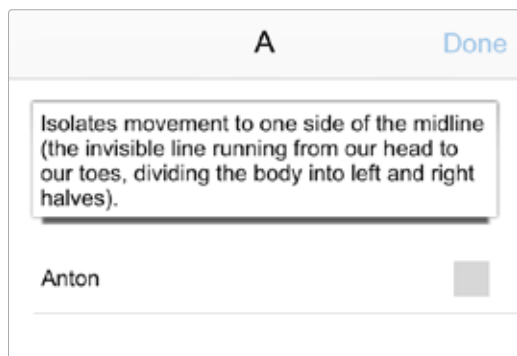 A
Done
Isolates movement to one side of the midline
(the invisible line running from our head to
our toes, dividing the body into left and right
halves).
Anton